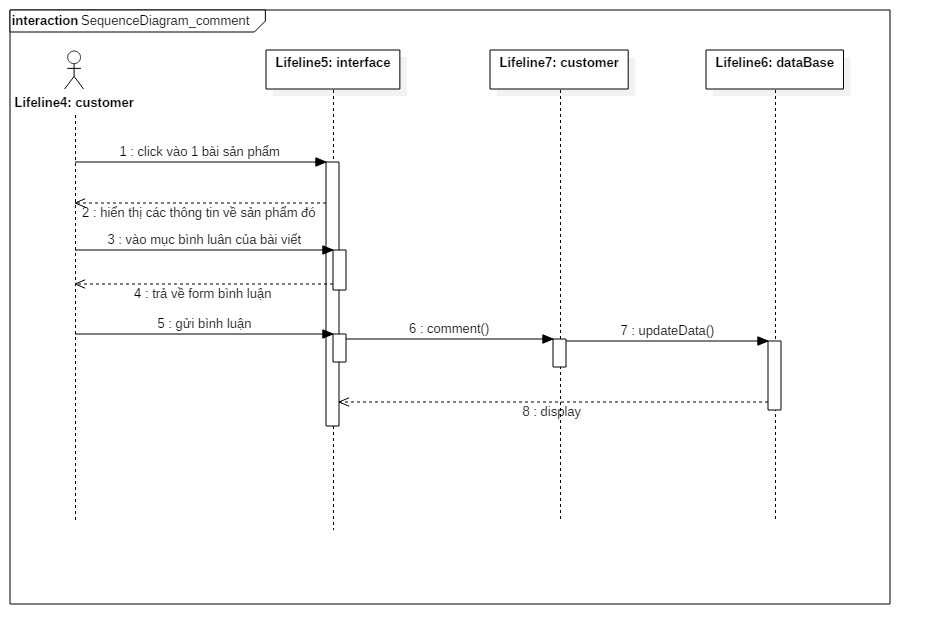 interaction SequenceDiagram_comment
Lifeline4: customer
Lifeline5: interface
Lifeline7: customer
Lifeline6: dataBase
1 : click vào 1 bài sản phẩm
2 : hiển thị các thông tin về sản phẩm đó
3 : vào mục bình luân của bài viết
4 : trả về form bình luận
5 : gửi bình luận
6 : comment()
7 : updateData()
8 : display